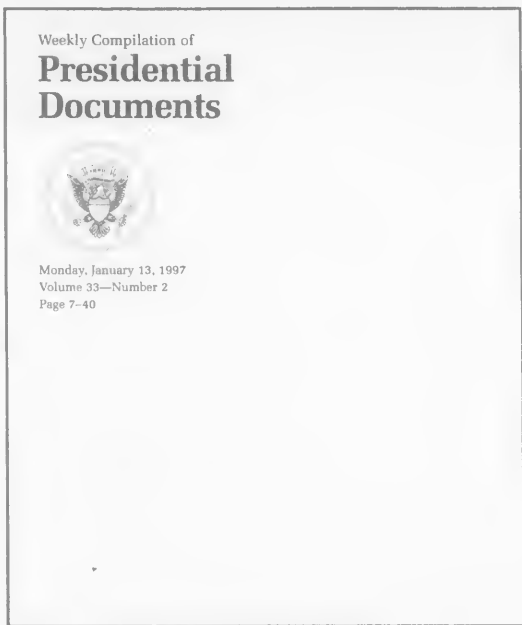 Weekly Compilation of
Presidential
Documents
Monday, January 13, 1997
Volume 33—Number 2
Page 7–40